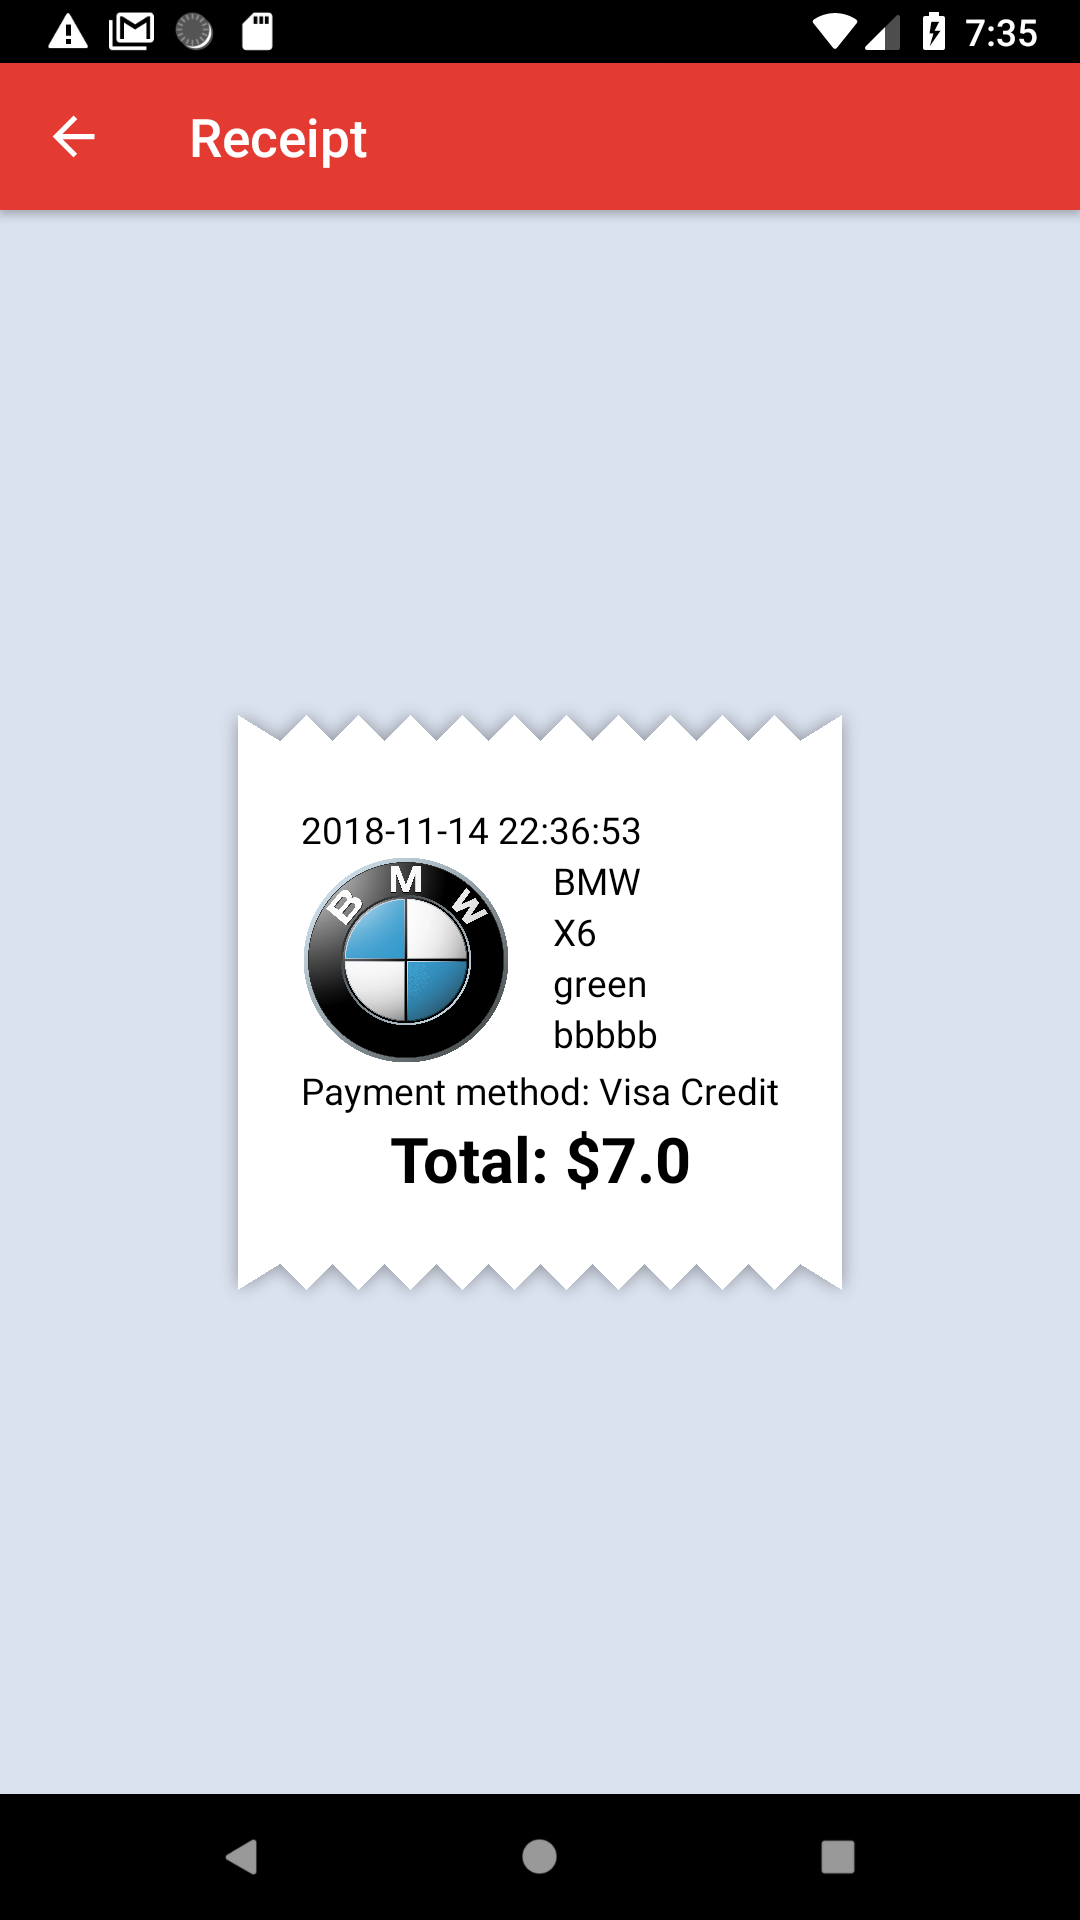 7:35
Receipt
2018-11-14 22:36:53
BMW
BMW
X6
green
bbbbb
Payment method: Visa Credit
Total: $7.0